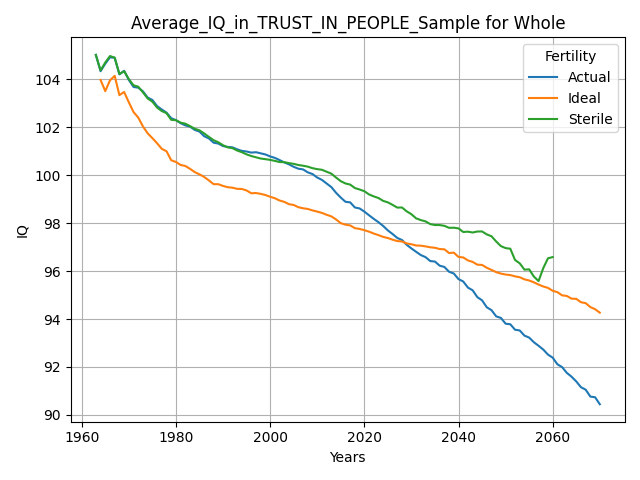 Average_IQ_in_TRUST_IN_PEOPLE_Sample for Whole
Fertility
Actual
Ideal
Sterile
IQ
104
102
100
98
96
94
92
90
1960
1980
2000
2020
2040
2060
Years